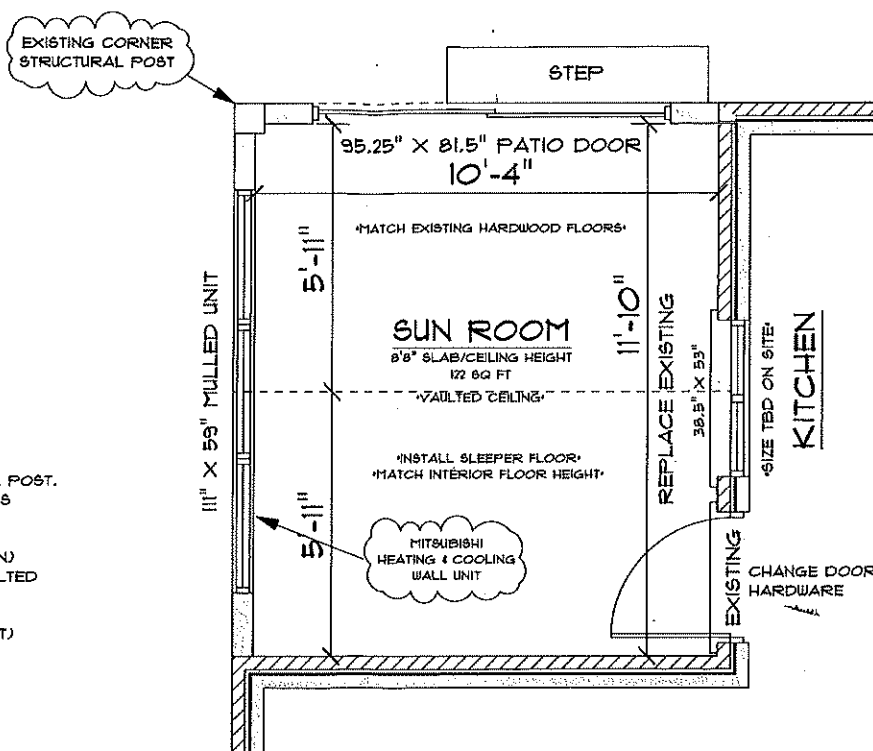 EXISTING CORNER
STRUCTURAL POST
STEP
95.25" X 81.5" PATIO DOOR
10'-4"
•MATCH EXISTING HARDWOOD FLOORS•
5'-11"
11'-10"
SUN ROOM
8'8" SLAB/CEILING HEIGHT
122 SQ FT
•VAULTED CEILING•
111" X 59" MULLED UNIT
REPLACE EXISTING
38.5" X 53"
•SIZE TBD ON SITE•
KITCHEN
•INSTALL SLEEPER FLOOR•
•MATCH INTERIOR FLOOR HEIGHT•
5'-11"
MITSUBISHI
HEATING & COOLING
WALL UNIT
EXISTING
CHANGE DOOR
HARDWARE
POST.
S
N)
LTED
T)